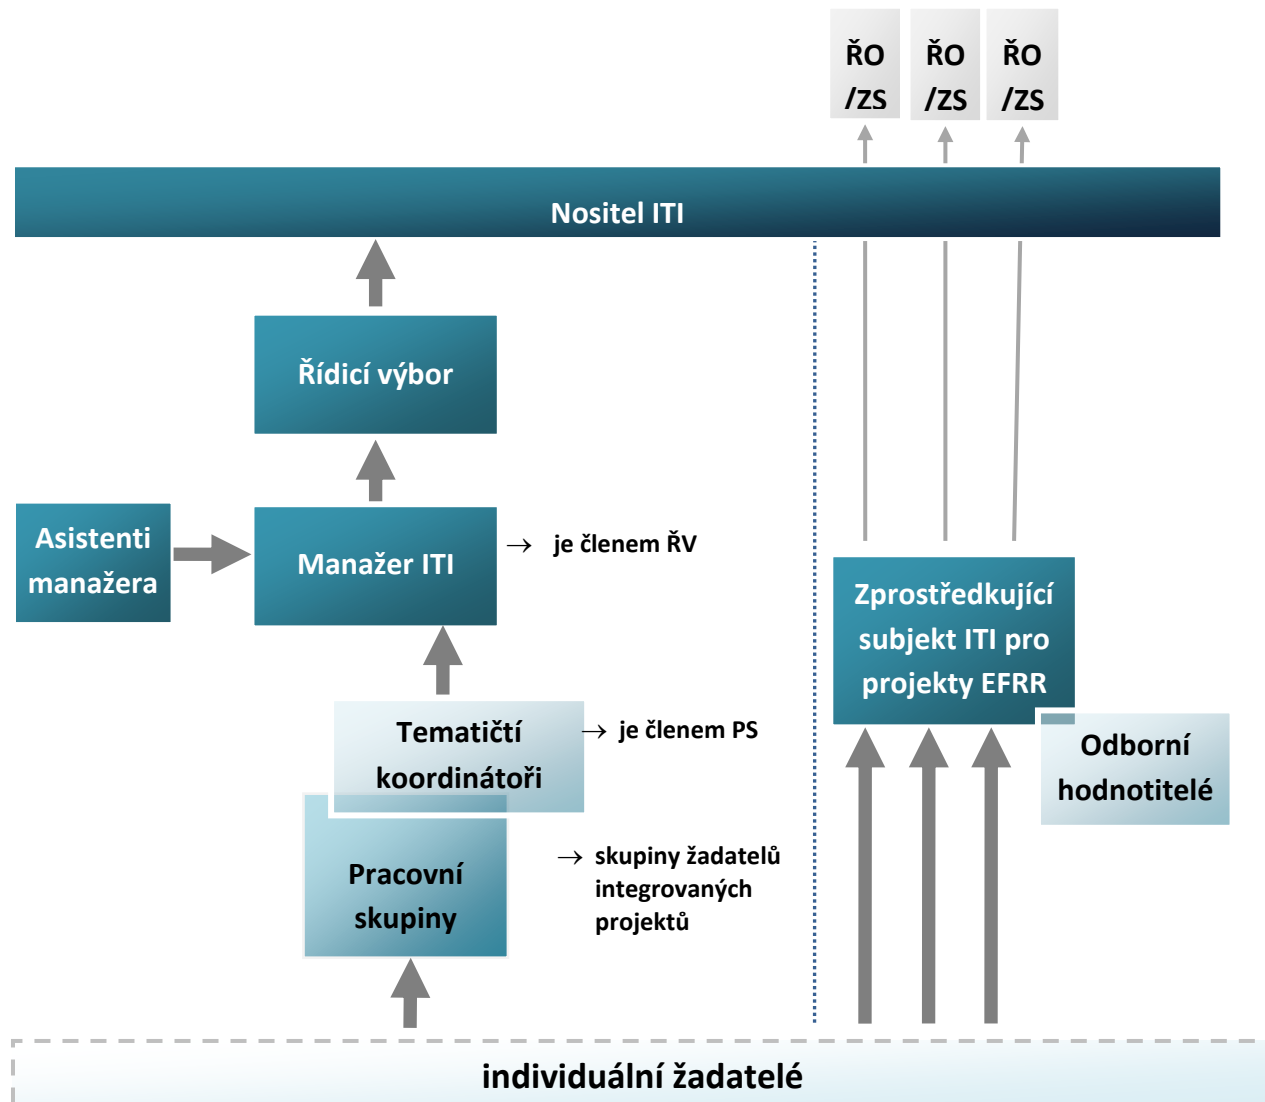 ŘO
/ZS
ŘO
/ZS
ŘO
/ZS
Nositel ITI
Řídicí výbor
Asistenti
manažera
Manažer ITI
→ je členem ŘV
Tematičtí
koordinátoři
→ je členem PS
Pracovní
skupiny
→ skupiny žadatelů
integrovaných
projektů
Zprostředkující
subjekt ITI pro
projekty EFRR
Odborní
hodnotitelé
individuální žadatelé